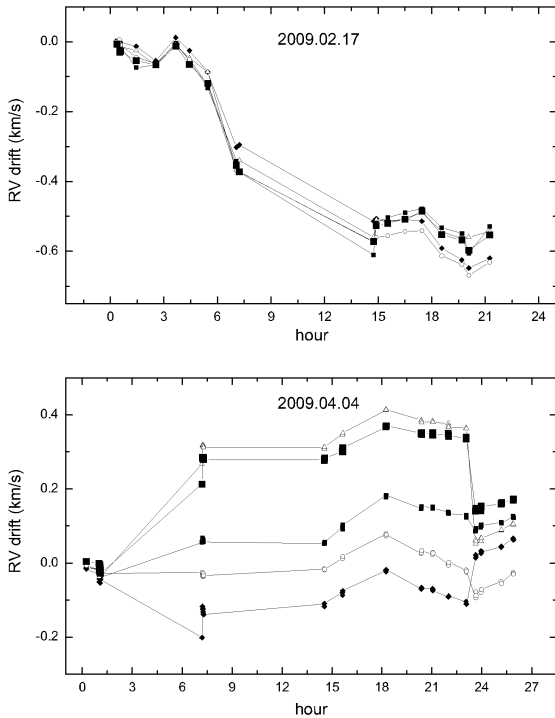 2009.02.17
0.0
-0.2
-0.4
-0.6
RV drift (km/s)
0 3 6 9 12 15 18 21 24
hour
2009.04.04
0.4
0.2
0.0
-0.2
RV drift (km/s)
0 3 6 9 12 15 18 21 24 27
hour